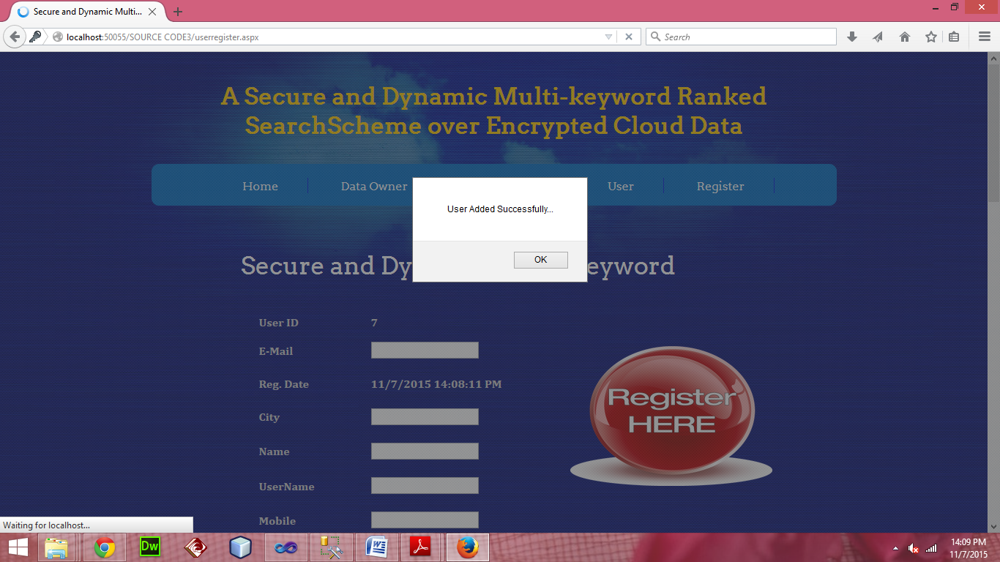 Secure and Dynamic Multi...
localhost:50055/SOURCE CODE3/userregister.aspx
Search
A Secure and Dynamic Multi-keyword Ranked
SearchScheme over Encrypted Cloud Data
Home
Data Owner
User
Register
User Added Successfully...
OK
Secure and Dy
eyword
User ID
7
E-Mail
Reg. Date
11/7/2015 14:08:11 PM
City
Name
UserName
Mobile
Register
HERE
Waiting for localhost...
Dw
14:09 PM
11/7/2015